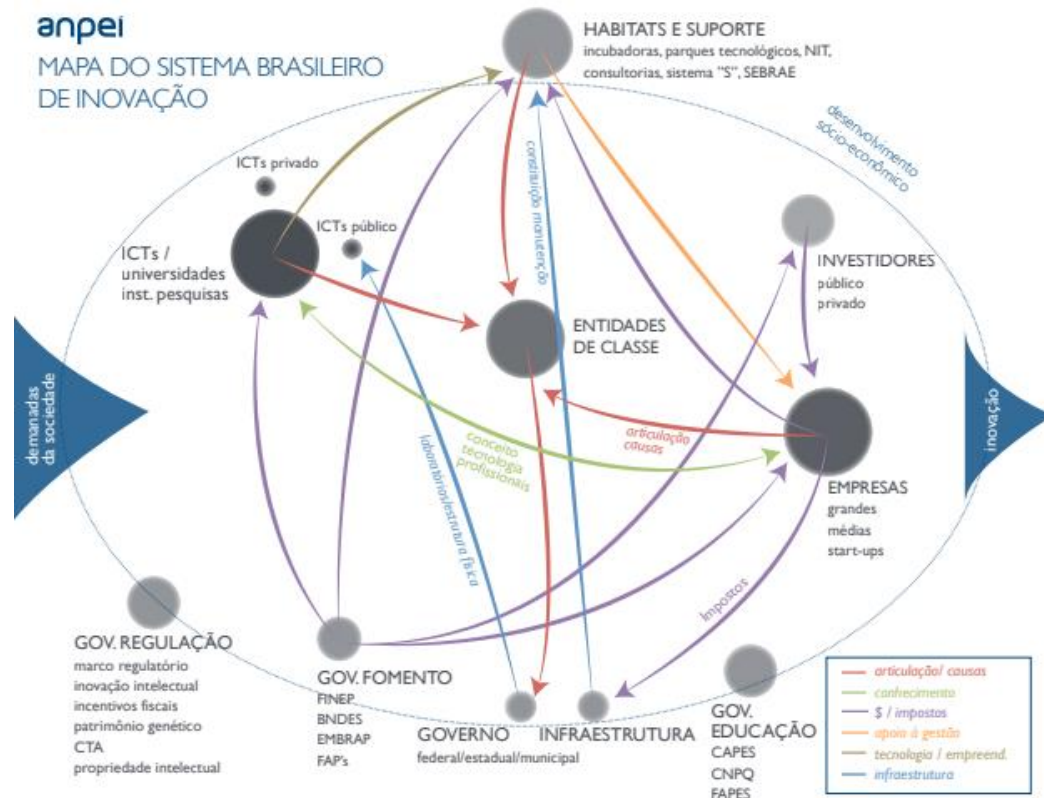 anpei
MAPA DO SISTEMA BRASILEIRO
DE INOVAÇÃO
HABITATS E SUPORTE
incubadoras, parques tecnológicos, NIT,
consultorias, sistema "S", SEBRAE
desenvolvimento
sócio-econômico
ICTs privado
ICTs público
ICTs /
universidades
inst. pesquisas
constituição manutenção
INVESTIDORES
público
privado
ENTIDADES
DE CLASSE
demanadas
da sociedade
inovação
conceito
tecnologia
profissionais
articulação
causas
laboratórios/estrutura física
EMPRESAS
grandes
médias
start-ups
Impostos
GOV. REGULAÇÃO
marco regulatório
inovação intelectual
incentivos fiscais
patrimônio genético
CTA
propriedade intelectual
GOV. FOMENTO
FINEP
BNDES
EMBRAP
FAP's
GOVERNO
federal/estadual/municipal
INFRAESTRUTURA
GOV.
EDUCAÇÃO
CAPES
CNPQ
FAPES
articulação/ causas
conhecimento
$ / impostos
apoio à gestão
tecnologia / empreend.
infraestrutura